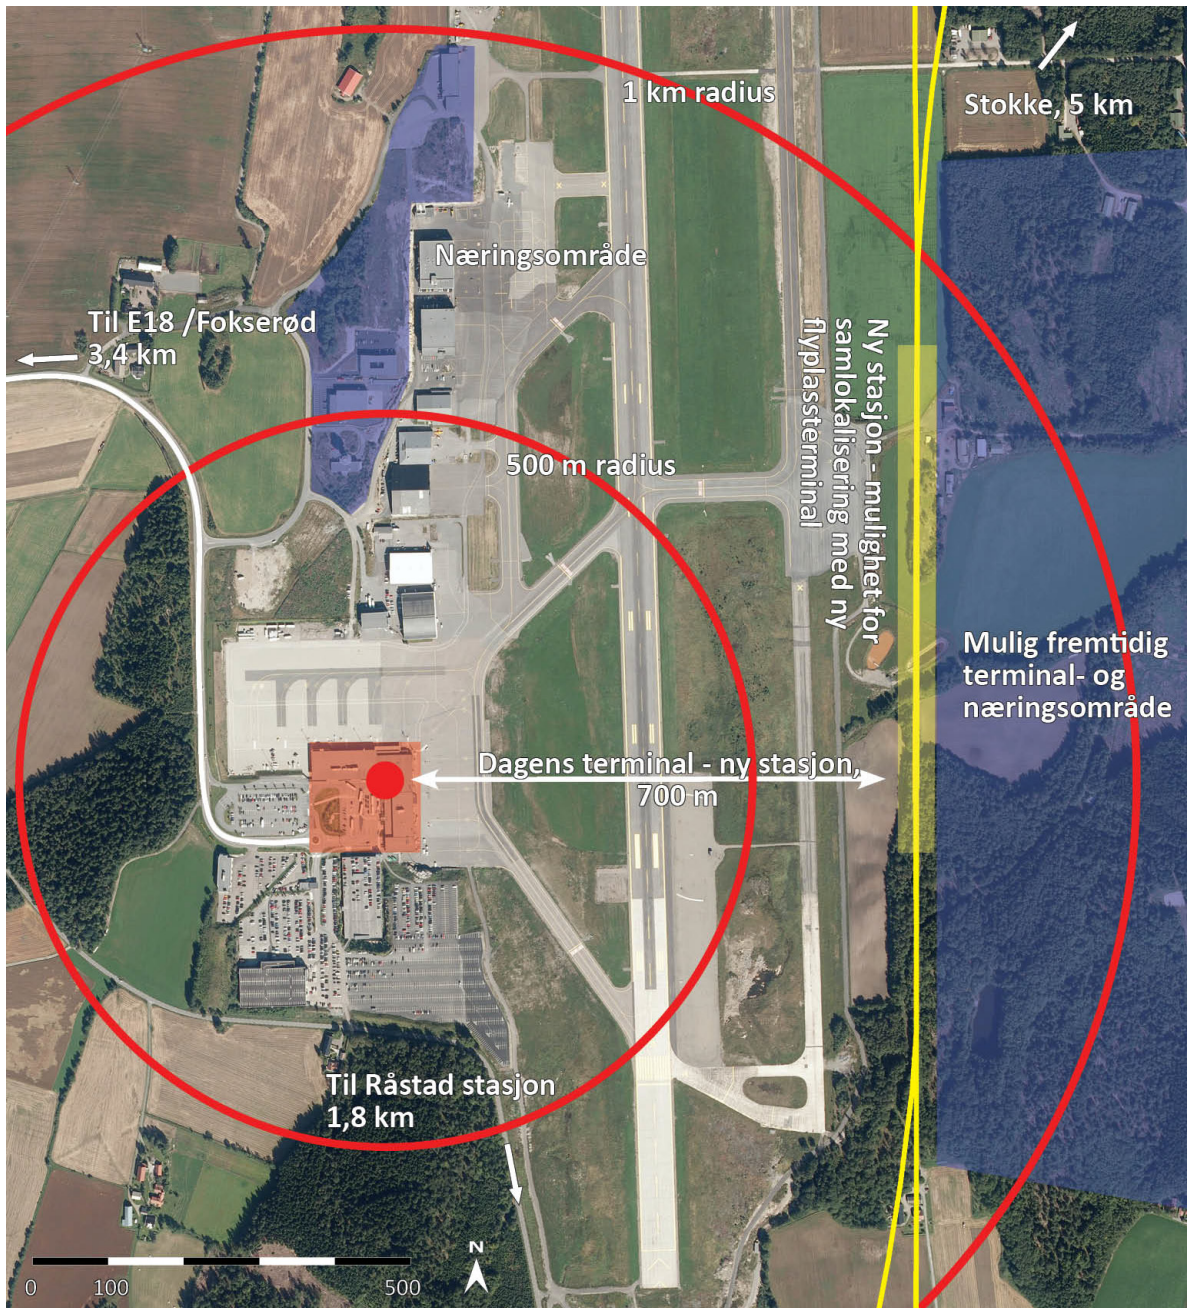 1 km radius
Stokke, 5 km
Næringsområde
Til E18 /Fokserød
3,4 km
Ny stasjon - mulighet for
samlokalisering med ny
flyplassterminal
500 m radius
Mulig fremtidig
terminal- og
næringsområde
Dagens terminal - ny stasjon,
700 m
Til Råstad stasjon
1,8 km
N
0 100 500